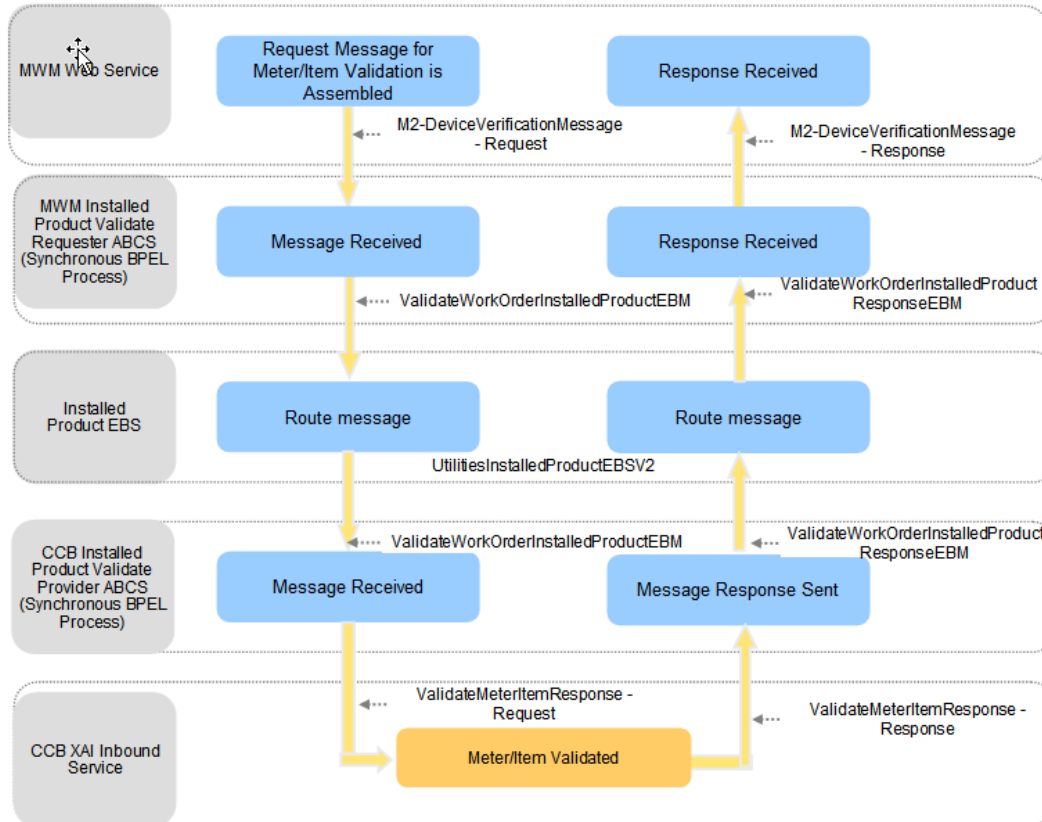 MWM Web Service
Request Message for
Meter/Item Validation is
Assembled
Response Received
M2-DeviceVerificationMessage
- Request
M2-DeviceVerificationMessage
- Response
MWM Installed
Product Validate
Requester ABCS
(Synchronous BPEL
Process)
Message Received
Response Received
ValidateWorkOrderInstalledProductEBM
ValidateWorkOrderInstalledProduct
ResponseEBM
Installed
Product EBS
Route message
Route message
UtilitiesInstalledProductEBSV2
CCB Installed
Product Validate
Provider ABCS
(Synchronous BPEL
Process)
ValidateWorkOrderInstalledProductEBM
ValidateWorkOrderInstalledProduct
ResponseEBM
Message Received
Message Response Sent
ValidateMeterItemResponse -
Request
ValidateMeterItemResponse -
Response
CCB XAI Inbound
Service
Meter/Item Validated